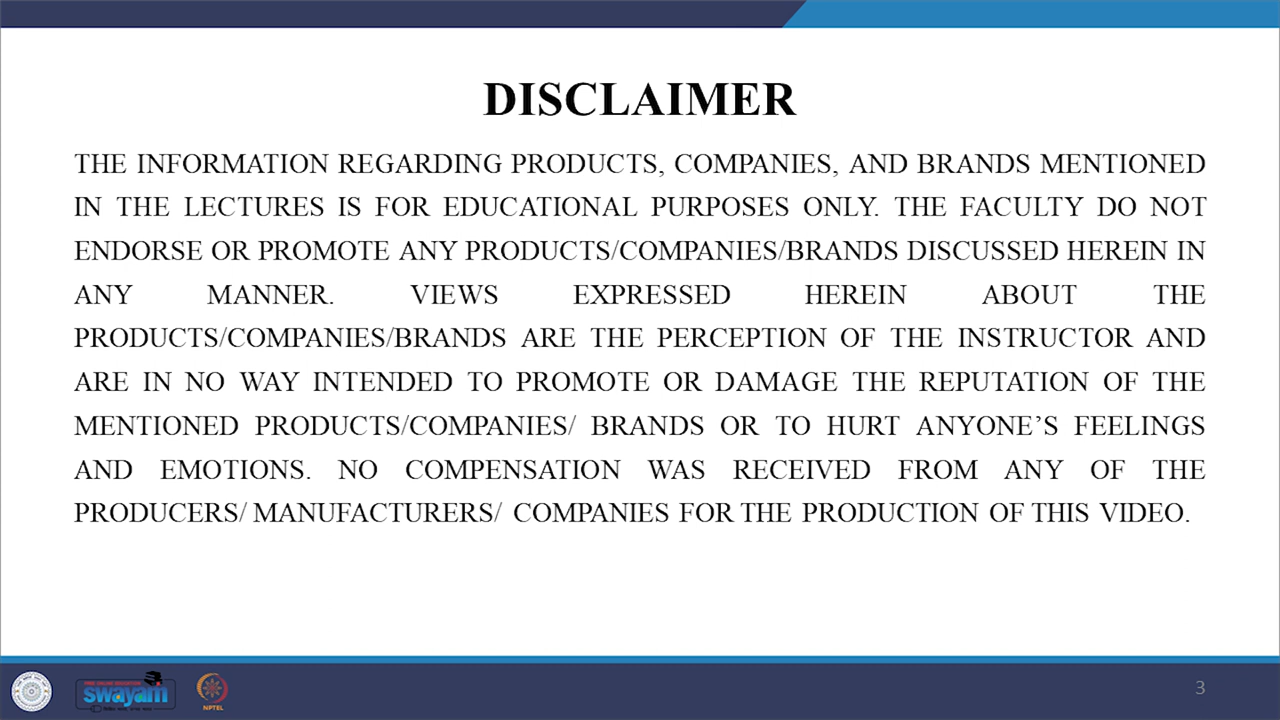 DISCLAIMER
THE INFORMATION REGARDING PRODUCTS, COMPANIES, AND BRANDS MENTIONED
IN THE LECTURES IS FOR EDUCATIONAL PURPOSES ONLY. THE FACULTY DO NOT
ENDORSE OR PROMOTE ANY PRODUCTS/COMPANIES/BRANDS DISCUSSED HEREIN IN
ANY MANNER. VIEWS EXPRESSED HEREIN ABOUT THE
PRODUCTS/COMPANIES/BRANDS ARE THE PERCEPTION OF THE INSTRUCTOR AND
ARE IN NO WAY INTENDED TO PROMOTE OR DAMAGE THE REPUTATION OF THE
MENTIONED PRODUCTS/COMPANIES/ BRANDS OR TO HURT ANYONE’S FEELINGS
AND EMOTIONS. NO COMPENSATION WAS RECEIVED FROM ANY OF THE
PRODUCERS/ MANUFACTURERS/ COMPANIES FOR THE PRODUCTION OF THIS VIDEO.
swayam
NPTEL
3